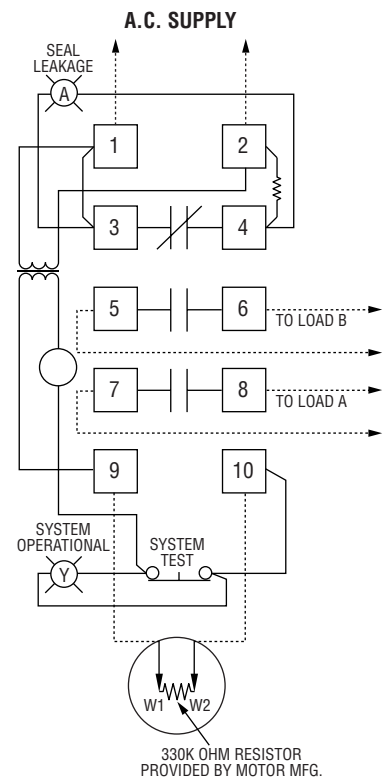 A.C. SUPPLY
SEAL
LEAKAGE
A
1
2
3
4
5
6
TO LOAD B
7
8
TO LOAD A
9
10
SYSTEM
OPERATIONAL
SYSTEM
TEST
Y
W1
W2
330K OHM RESISTOR
PROVIDED BY MOTOR MFG.